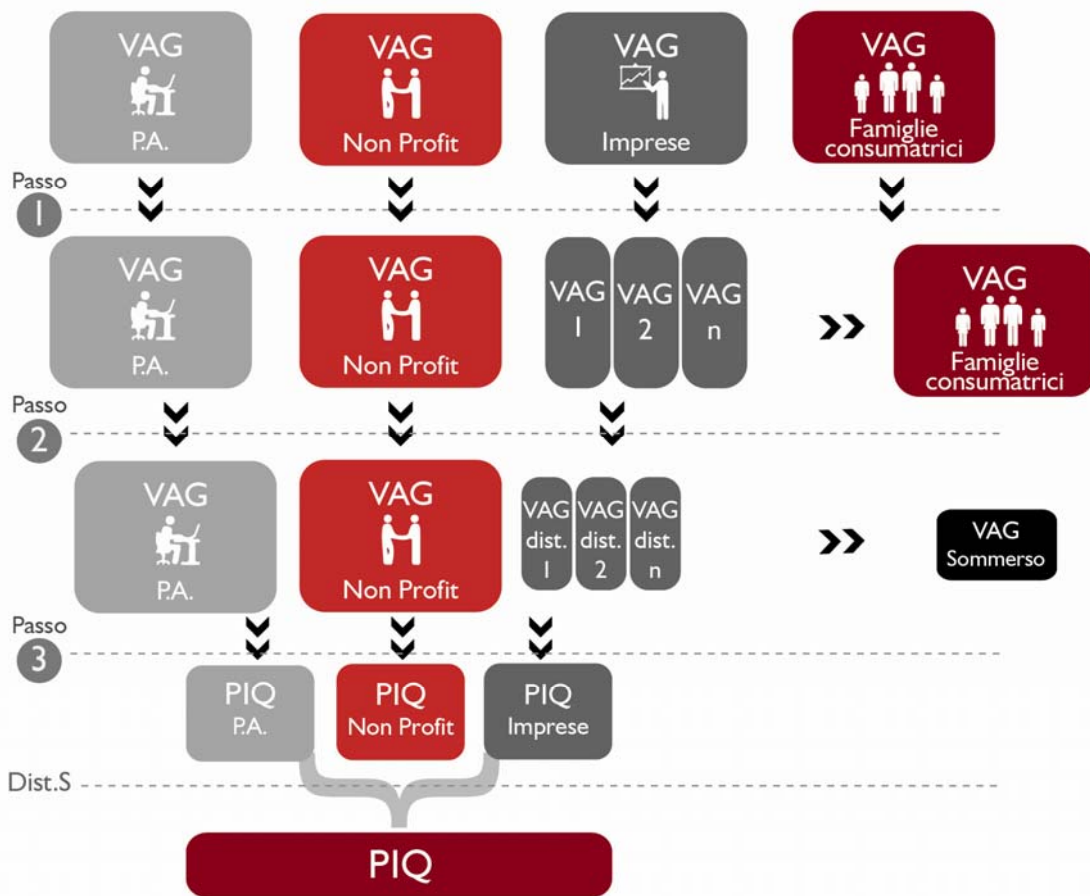 VAG
P.A.
VAG
Non Profit
VAG
Imprese
VAG
Famiglie
consumatrici
Passo
1
VAG
P.A.
VAG
Non Profit
VAG
1
VAG
2
VAG
n
VAG
Famiglie
consumatrici
Passo
2
VAG
P.A.
VAG
Non Profit
VAG
dist.
1
VAG
dist.
2
VAG
dist.
n
VAG
Sommerso
Passo
3
PIQ
P.A.
PIQ
Non Profit
PIQ
Imprese
Dist.S
PIQ